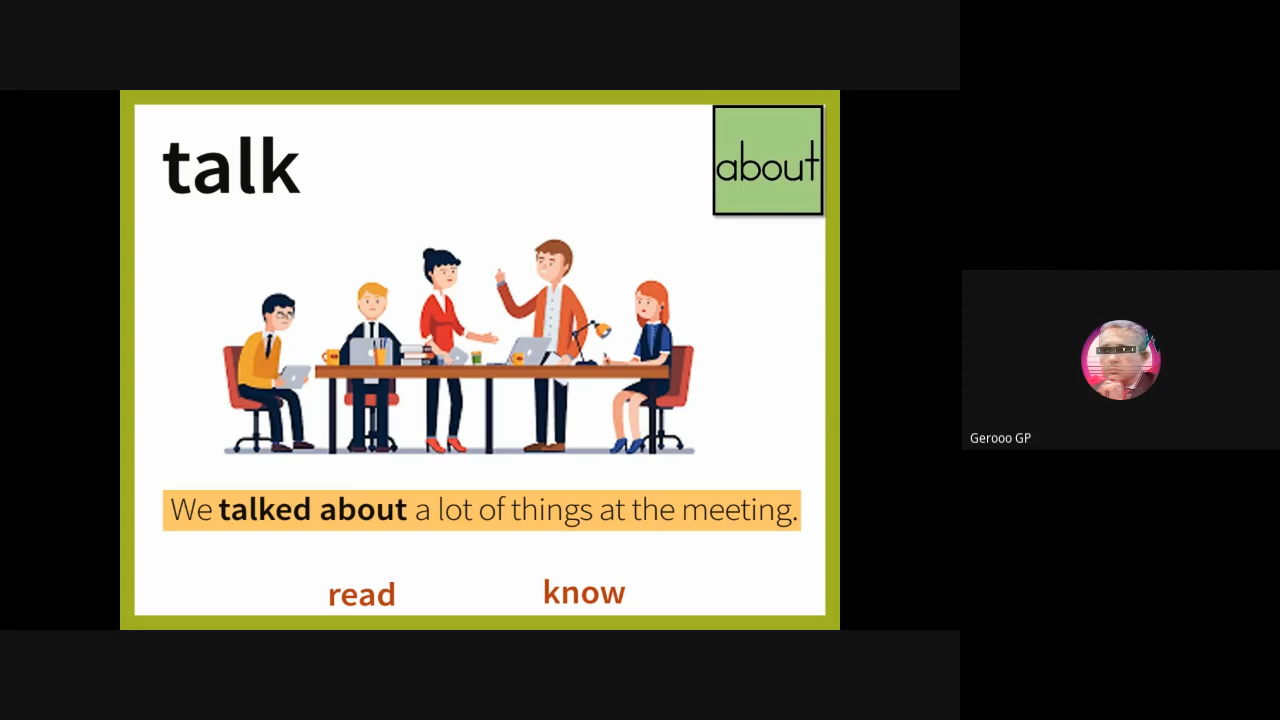 talk
about
We talked about a lot of things at the meeting.
read know
Gerooo GP